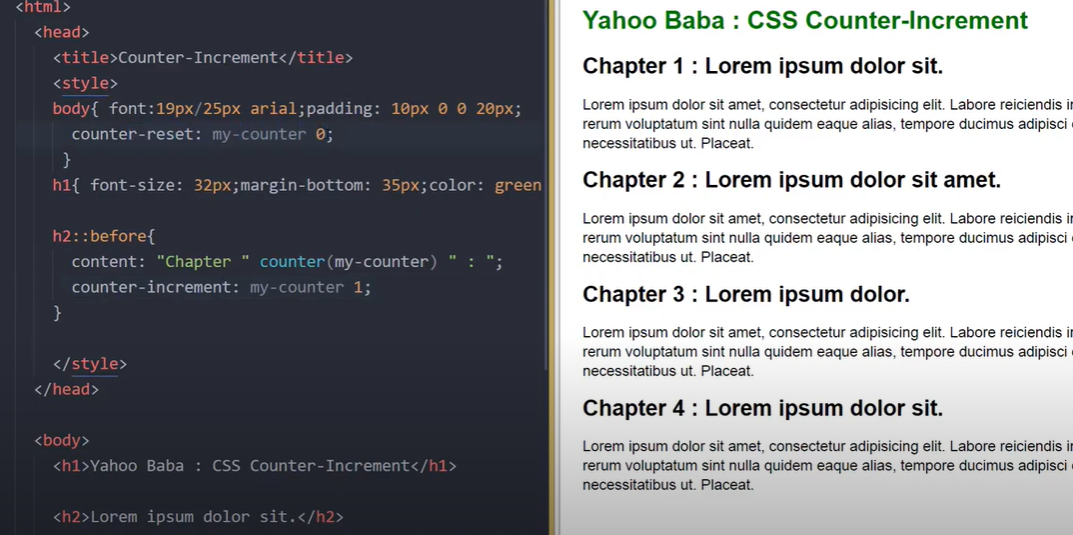 <html>
<head>
<title>Counter-Increment</title>
<style>
body{ font:19px/25px arial;padding: 10px 0 0 20px;
counter-reset: my-counter 0;
}
h1{ font-size: 32px;margin-bottom: 35px;color: green
h2::before{
content: "Chapter " counter(my-counter) " : ";
counter-increment: my-counter 1;
}
</style>
</head>
<body>
<h1>Yahoo Baba : CSS Counter-Increment</h1>
<h2>Lorem ipsum dolor sit.</h2>
Yahoo Baba : CSS Counter-Increment
Chapter 1 : Lorem ipsum dolor sit.
Lorem ipsum dolor sit amet, consectetur adipisicing elit. Labore reiciendis
rerum voluptatum sint nulla quidem eaque alias, tempore ducimus adipisci
necessitatibus ut. Placeat.
Chapter 2 : Lorem ipsum dolor sit amet.
Lorem ipsum dolor sit amet, consectetur adipisicing elit. Labore reiciendis
rerum voluptatum sint nulla quidem eaque alias, tempore ducimus adipisci
necessitatibus ut. Placeat.
Chapter 3 : Lorem ipsum dolor.
Lorem ipsum dolor sit amet, consectetur adipisicing elit. Labore reiciendis
rerum voluptatum sint nulla quidem eaque alias, tempore ducimus adipisci
necessitatibus ut. Placeat.
Chapter 4 : Lorem ipsum dolor sit.
Lorem ipsum dolor sit amet, consectetur adipisicing elit. Labore reiciendis
rerum voluptatum sint nulla quidem eaque alias, tempore ducimus adipisci
necessitatibus ut. Placeat.